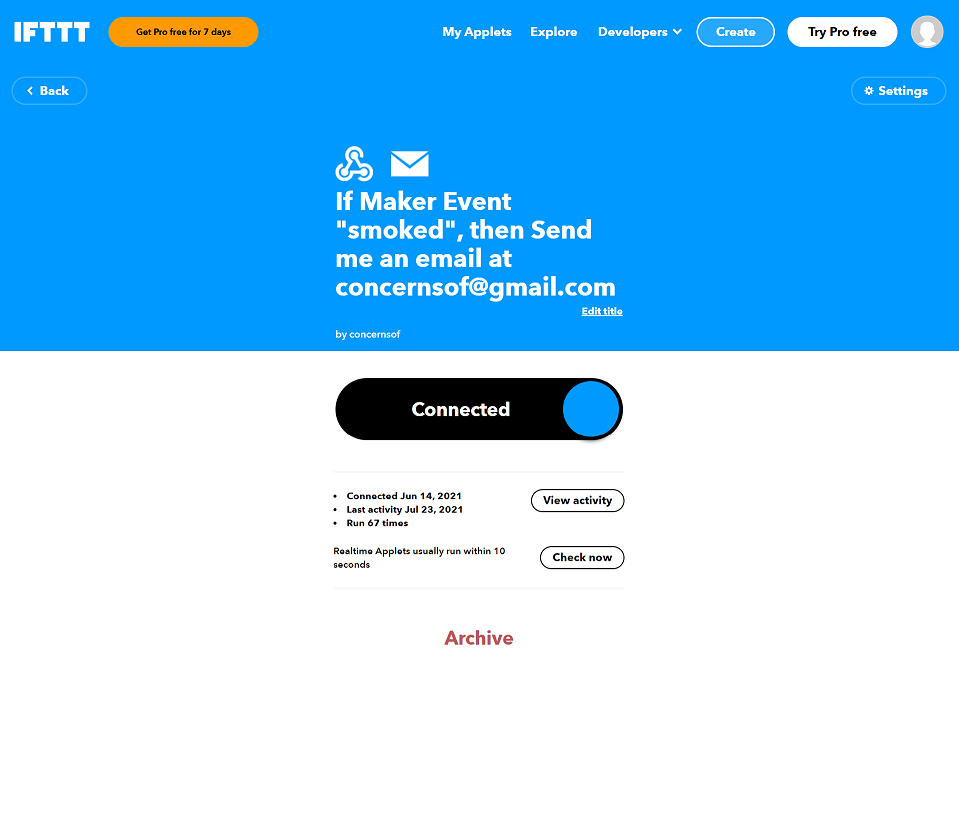 IFTTT
Get Pro free for 7 days
My Applets
Explore
Developers
Create
Try Pro free
Back
Settings
If Maker Event
"smoked", then Send
me an email at
concernsof@gmail.com
Edit title
by concernsof
Connected
• Connected Jun 14, 2021
• Last activity Jul 23, 2021
• Run 67 times
View activity
Realtime Applets usually run within 10
seconds
Check now
Archive